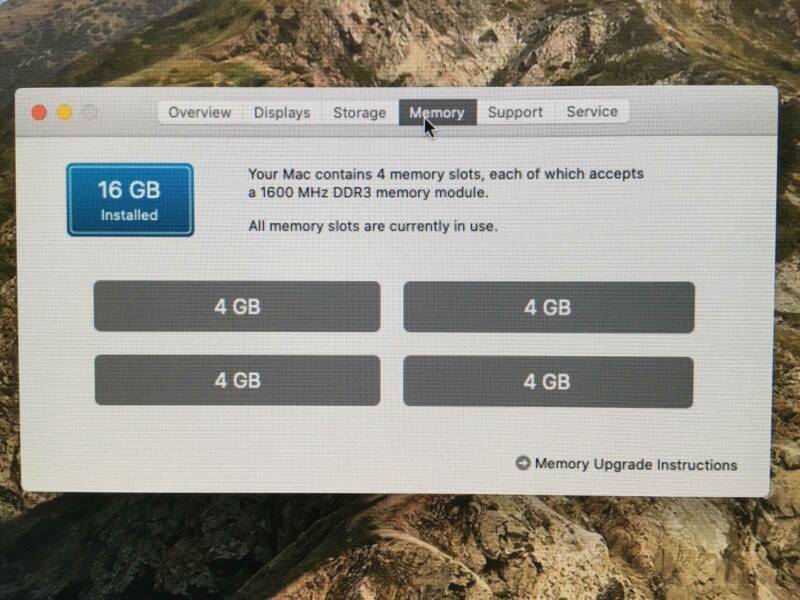 Overview Displays Storage Memory Support Service
16 GB
Installed
Your Mac contains 4 memory slots, each of which accepts
a 1600 MHz DDR3 memory module.
All memory slots are currently in use.
4 GB 4 GB
4 GB 4 GB
Memory Upgrade Instructions